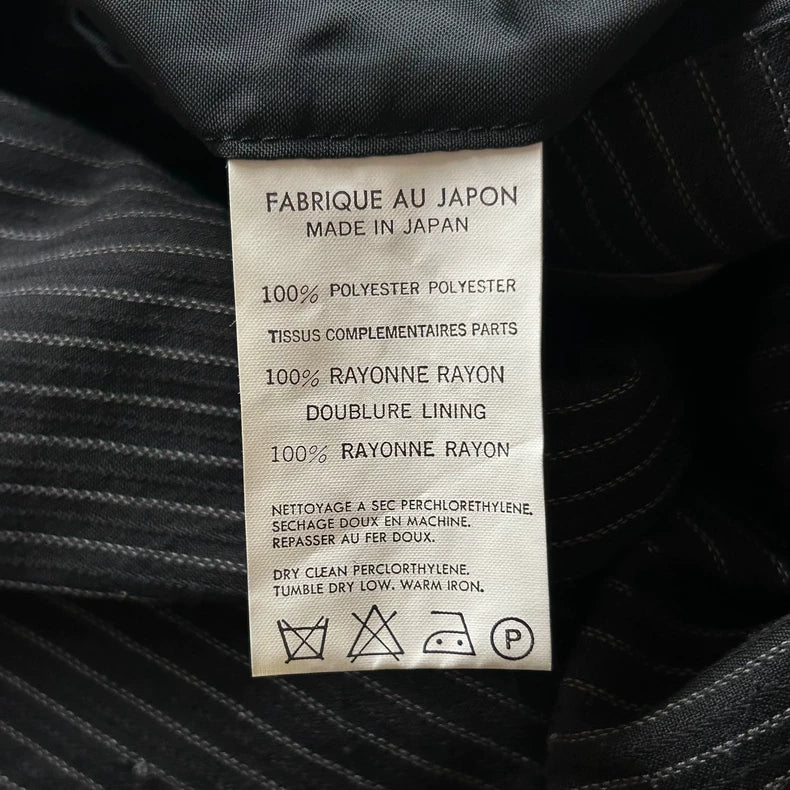 FABRIQUE AU JAPON
MADE IN JAPAN
100% POLYESTER POLYESTER
TISSUS COMPLEMENTAIRES PARTS
100% RAYONNE RAYON
DOUBLURE LINING
100% RAYONNE RAYON
NETTOYAGE A SEC PERCHLORETHYLENE.
SECHAGE DOUX EN MACHINE.
REPASSER AU FER DOUX.
DRY CLEAN PERCLORTHYLENE.
TUMBLE DRY LOW. WARM IRON.
P